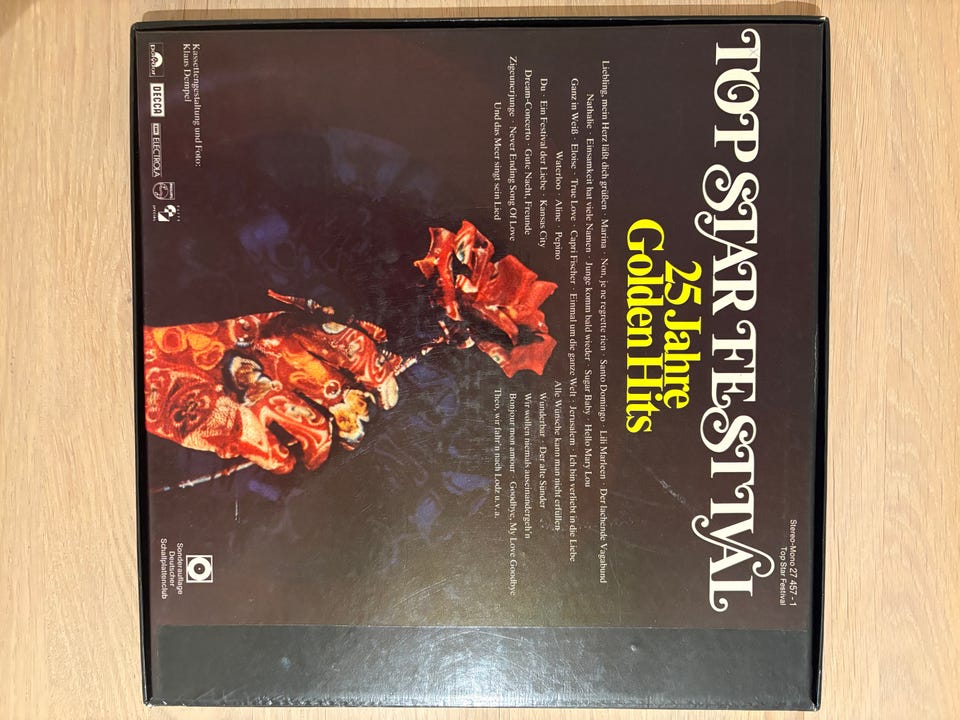 Stereo-Mono 27 457 - 1
Top Star Festival
TOP STAR FESTIVAL
25 Jahre
Golden Hits
Liebling, mein Herz läßt dich grüßen · Marina · Non, je ne regrette rien · Santo Domingo · Lili Marleen · Der lachende Vagabund
Nathalie · Einsamkeit hat viele Namen · Junge komm bald wieder · Sugar Baby · Hello Mary Lou
Ganz in Weiß · Eloise · True Love · Capri Fischer · Einmal um die ganze Welt · Jerusalem · Ich bin verliebt in die Liebe
Waterloo · Aline · Pepino
Du · Ein Festival der Liebe · Kansas City
Dream-Concerto · Gute Nacht, Freunde
Zigeunerjunge · Never Ending Song Of Love
Und das Meer singt sein Lied
Alle Wünsche kann man nicht erfüllen
Wunderbar · Der alte Sünder
Wir wollen niemals auseinandergeh'n
Bonjour mon amour · Goodbye, My Love Goodbye
Theo, wir fahr'n nach Lodz u.v.a.
Kassettengestaltung und Foto:
Klaus Dempel
Polydor DECCA ELECTROLA PHILIPS
Sonderauflage
Deutscher
Schallplattenclub